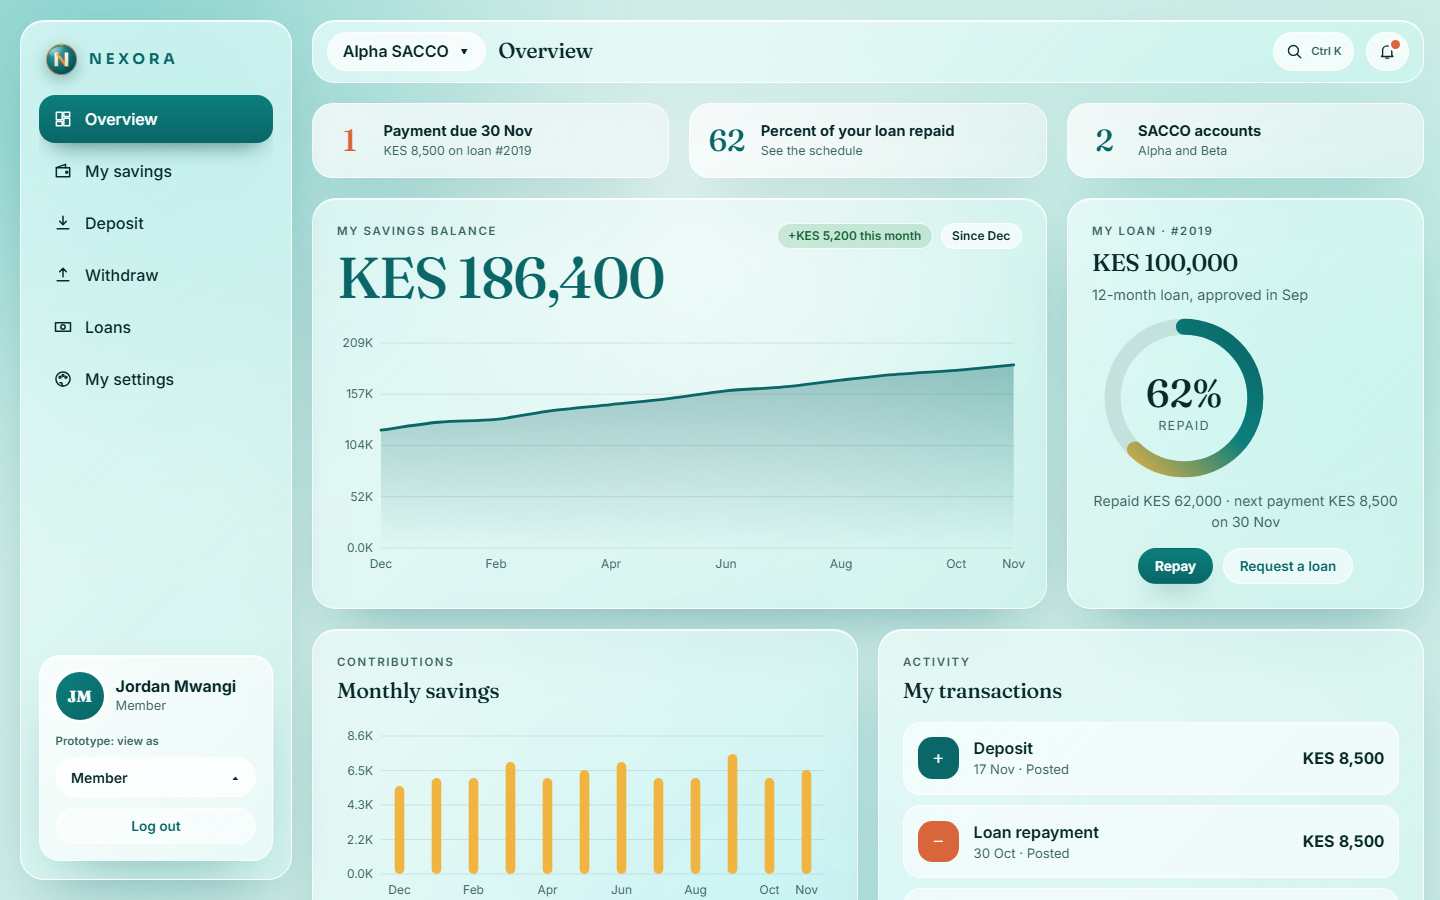 N NEXORA
Overview
My savings
Deposit
Withdraw
Loans
My settings
JM
Jordan Mwangi
Member
Prototype: view as
Member
Log out
Alpha SACCO
Overview
Ctrl K
1
Payment due 30 Nov
KES 8,500 on loan #2019
62
Percent of your loan repaid
See the schedule
2
SACCO accounts
Alpha and Beta
MY SAVINGS BALANCE
+KES 5,200 this month
Since Dec
KES 186,400
209K
157K
104K
52K
0.0K
Dec Feb Apr Jun Aug Oct Nov
MY LOAN · #2019
KES 100,000
12-month loan, approved in Sep
62%
REPAID
Repaid KES 62,000 · next payment KES 8,500
on 30 Nov
Repay
Request a loan
CONTRIBUTIONS
Monthly savings
8.6K
6.5K
4.3K
2.2K
0.0K
Dec Feb Apr Jun Aug Oct Nov
ACTIVITY
My transactions
+
Deposit
17 Nov · Posted
KES 8,500
−
Loan repayment
30 Oct · Posted
KES 8,500